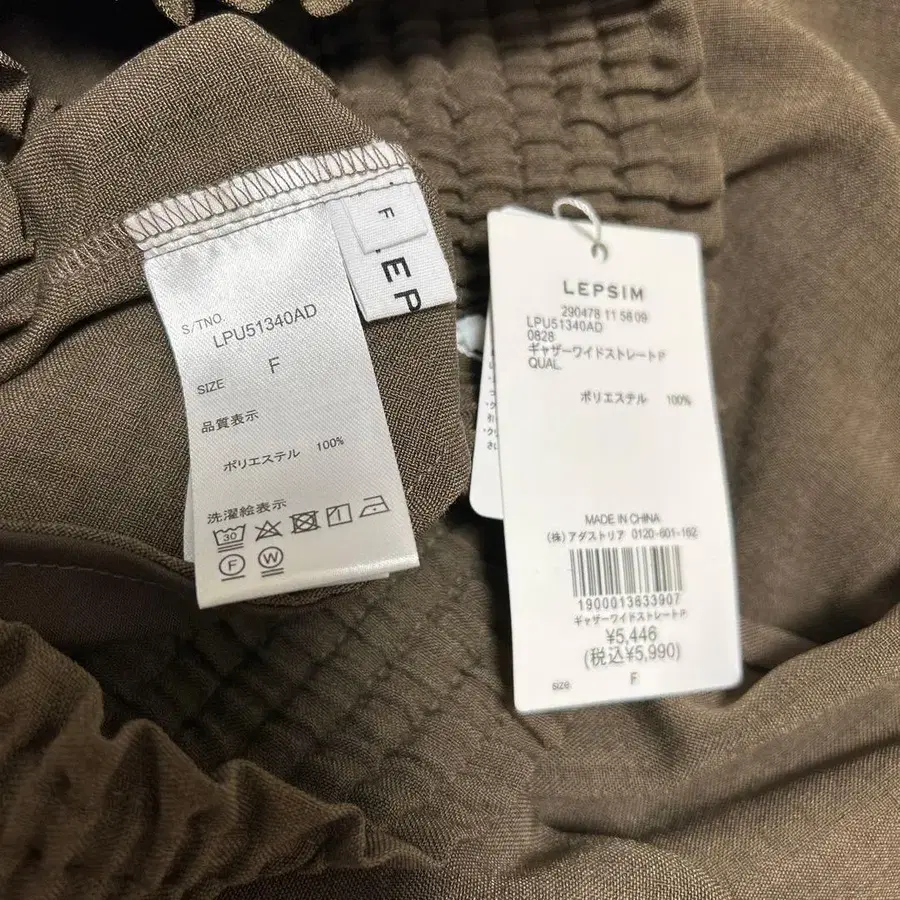 S/TNO.
LPU51340AD
SIZE
F
品質表示
ポリエステル 100%
洗濯絵表示
30
F W
F
LEP
LEPSIM
290478 11 58 09
LPU51340AD
0828
ギャザーワイドストレートP
QUAL.
ポリエステル 100%
MADE IN CHINA
(株)アダストリア 0120-601-162
1900013633907
ギャザーワイドストレートP
¥5,446
(税込¥5,990)
SIZE F